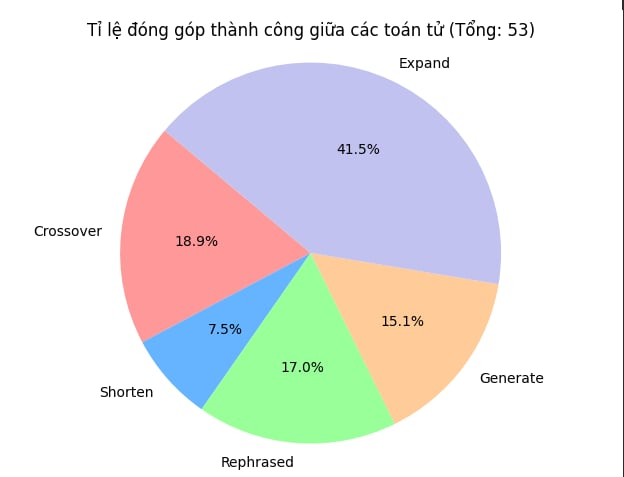 Tỉ lệ đóng góp thành công giữa các toán tử (Tổng: 53)
Expand
41.5%
Crossover
18.9%
15.1%
7.5%
17.0%
Generate
Shorten
Rephrased